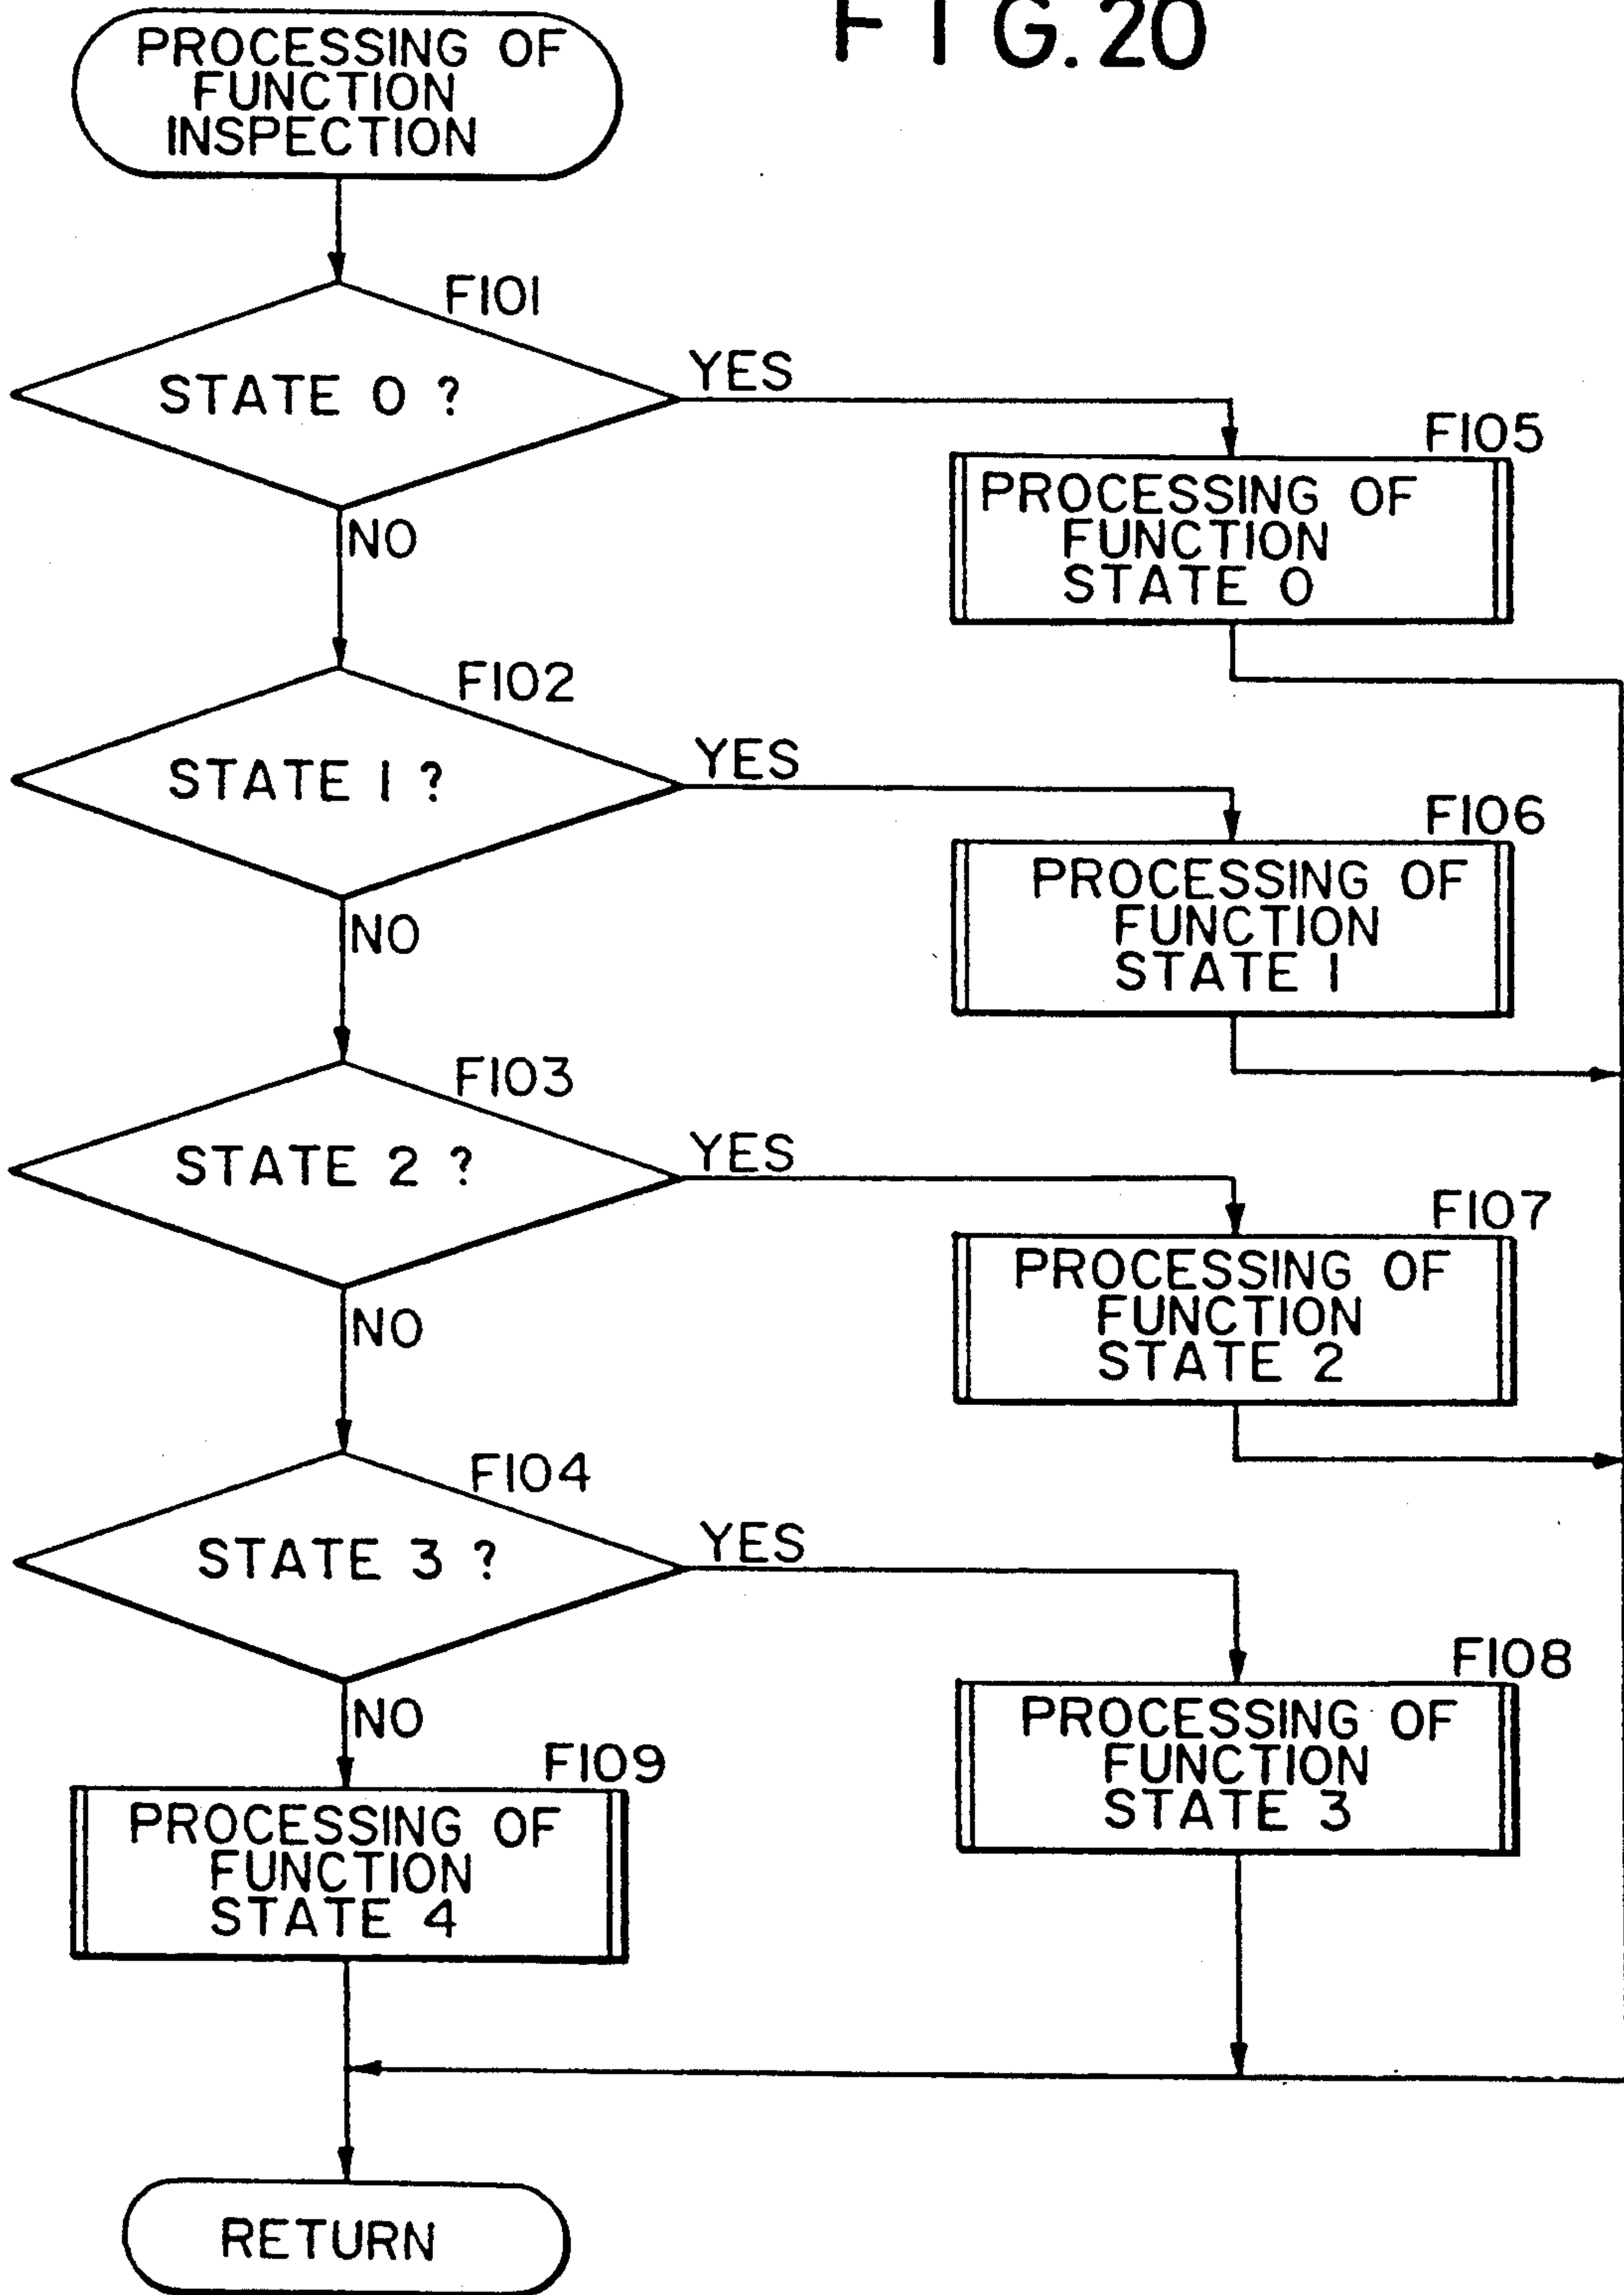 FIG. 20
PROCESSING OF
FUNCTION
INSPECTION
F101
STATE 0 ?
YES
NO
F105
PROCESSING OF
FUNCTION
STATE 0
F102
STATE 1 ?
YES
NO
F106
PROCESSING OF
FUNCTION
STATE 1
F103
STATE 2 ?
YES
NO
F107
PROCESSING OF
FUNCTION
STATE 2
F104
STATE 3 ?
YES
NO
F108
PROCESSING OF
FUNCTION
STATE 3
F109
PROCESSING OF
FUNCTION
STATE 4
RETURN